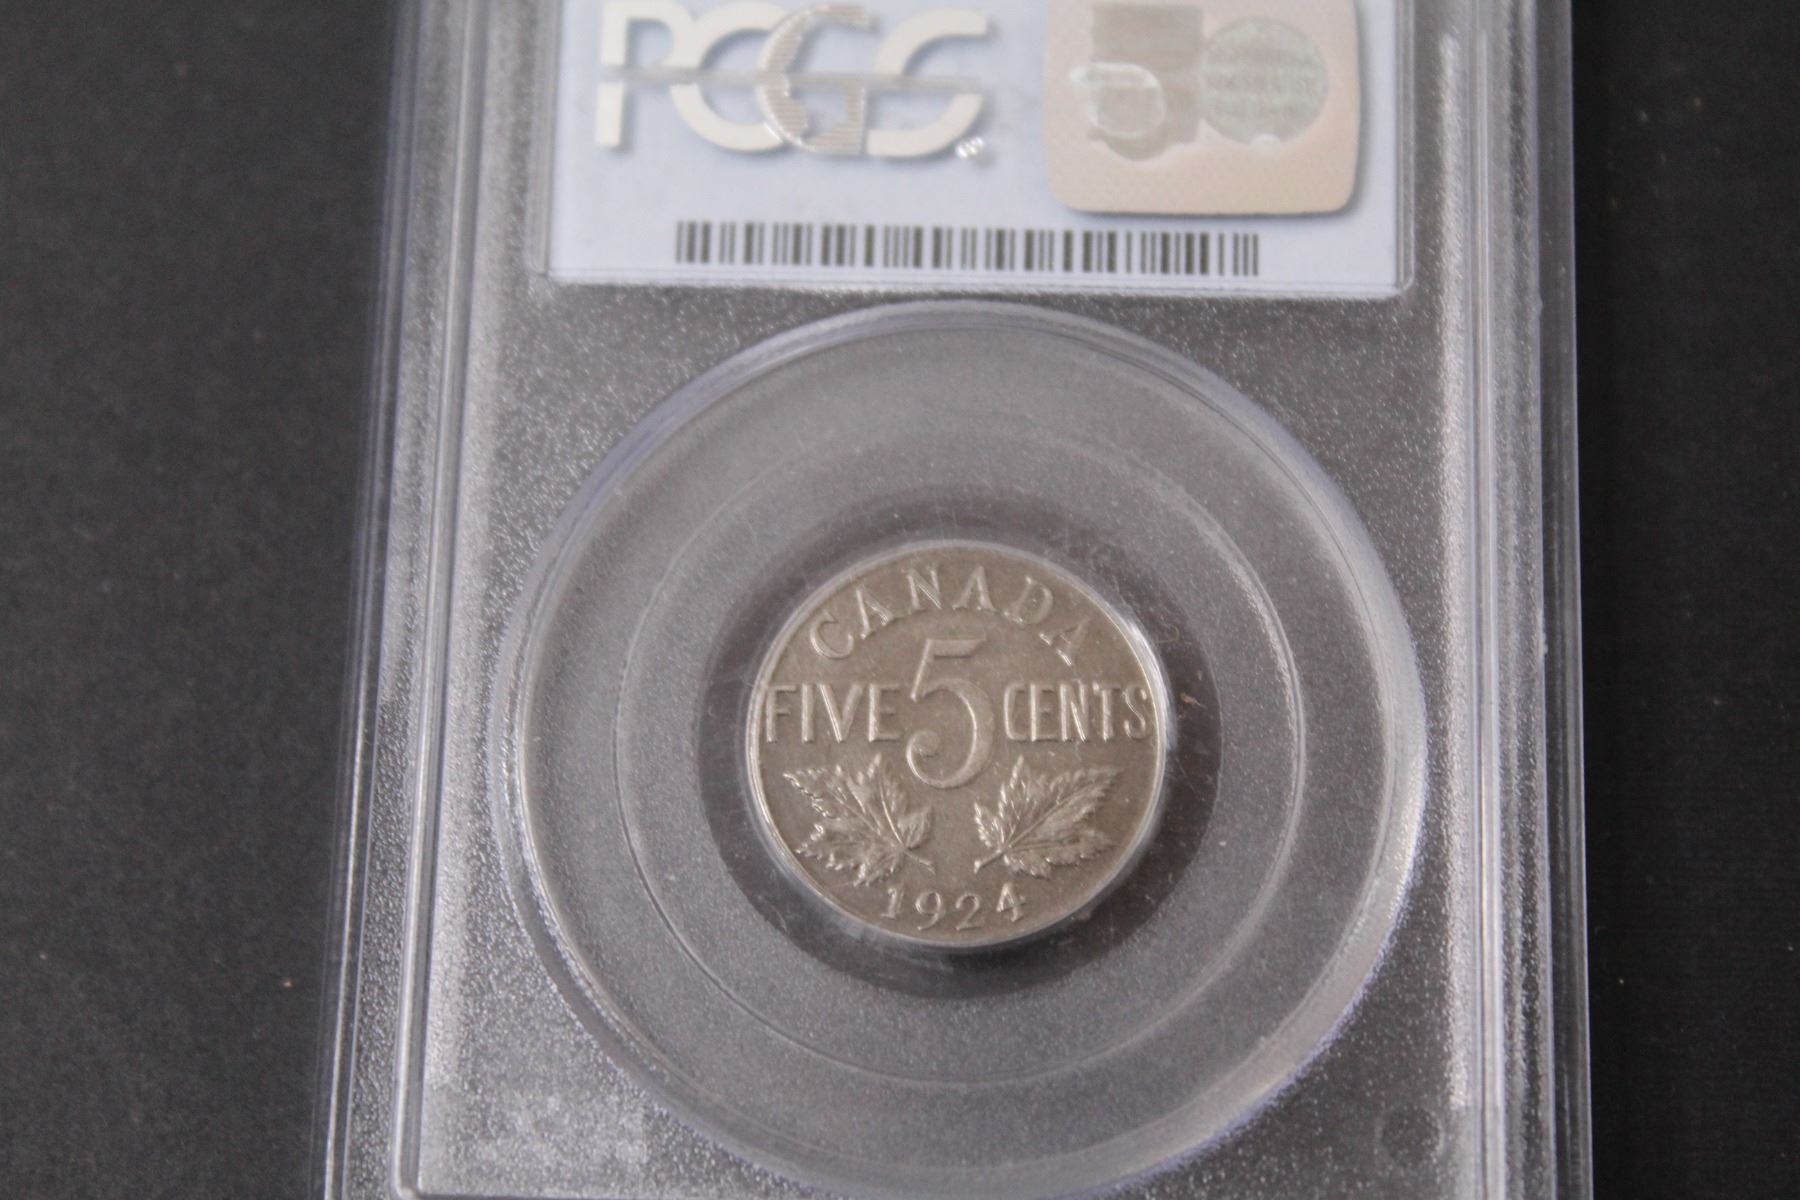 PCGS
CANADA
FIVE 5 CENTS
1924